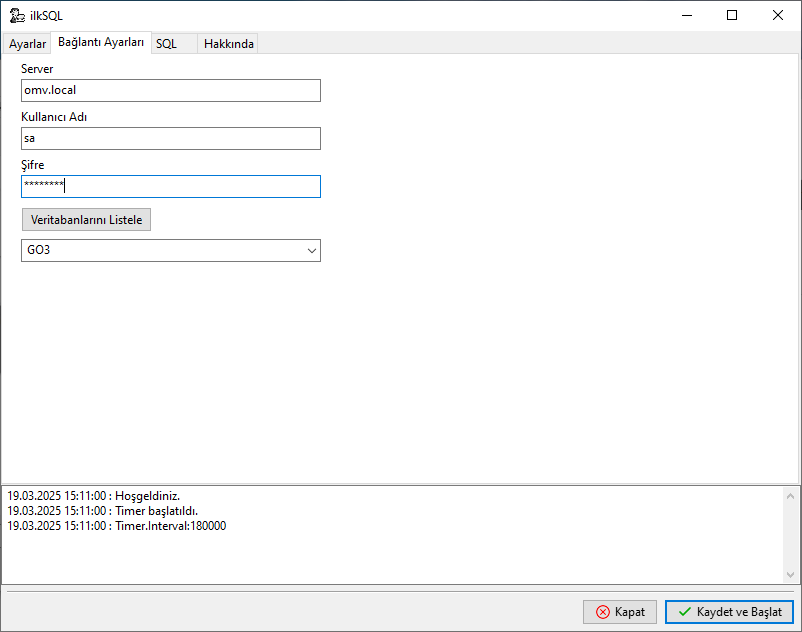 ilkSQL
Ayarlar Bağlantı Ayarları SQL Hakkında
Server
omv.local
Kullanıcı Adı
sa
Şifre
********
Veritabanlarını Listele
GO3
19.03.2025 15:11:00 : Hoşgeldiniz.
19.03.2025 15:11:00 : Timer başlatıldı.
19.03.2025 15:11:00 : Timer.Interval:180000
Kapat Kaydet ve Başlat